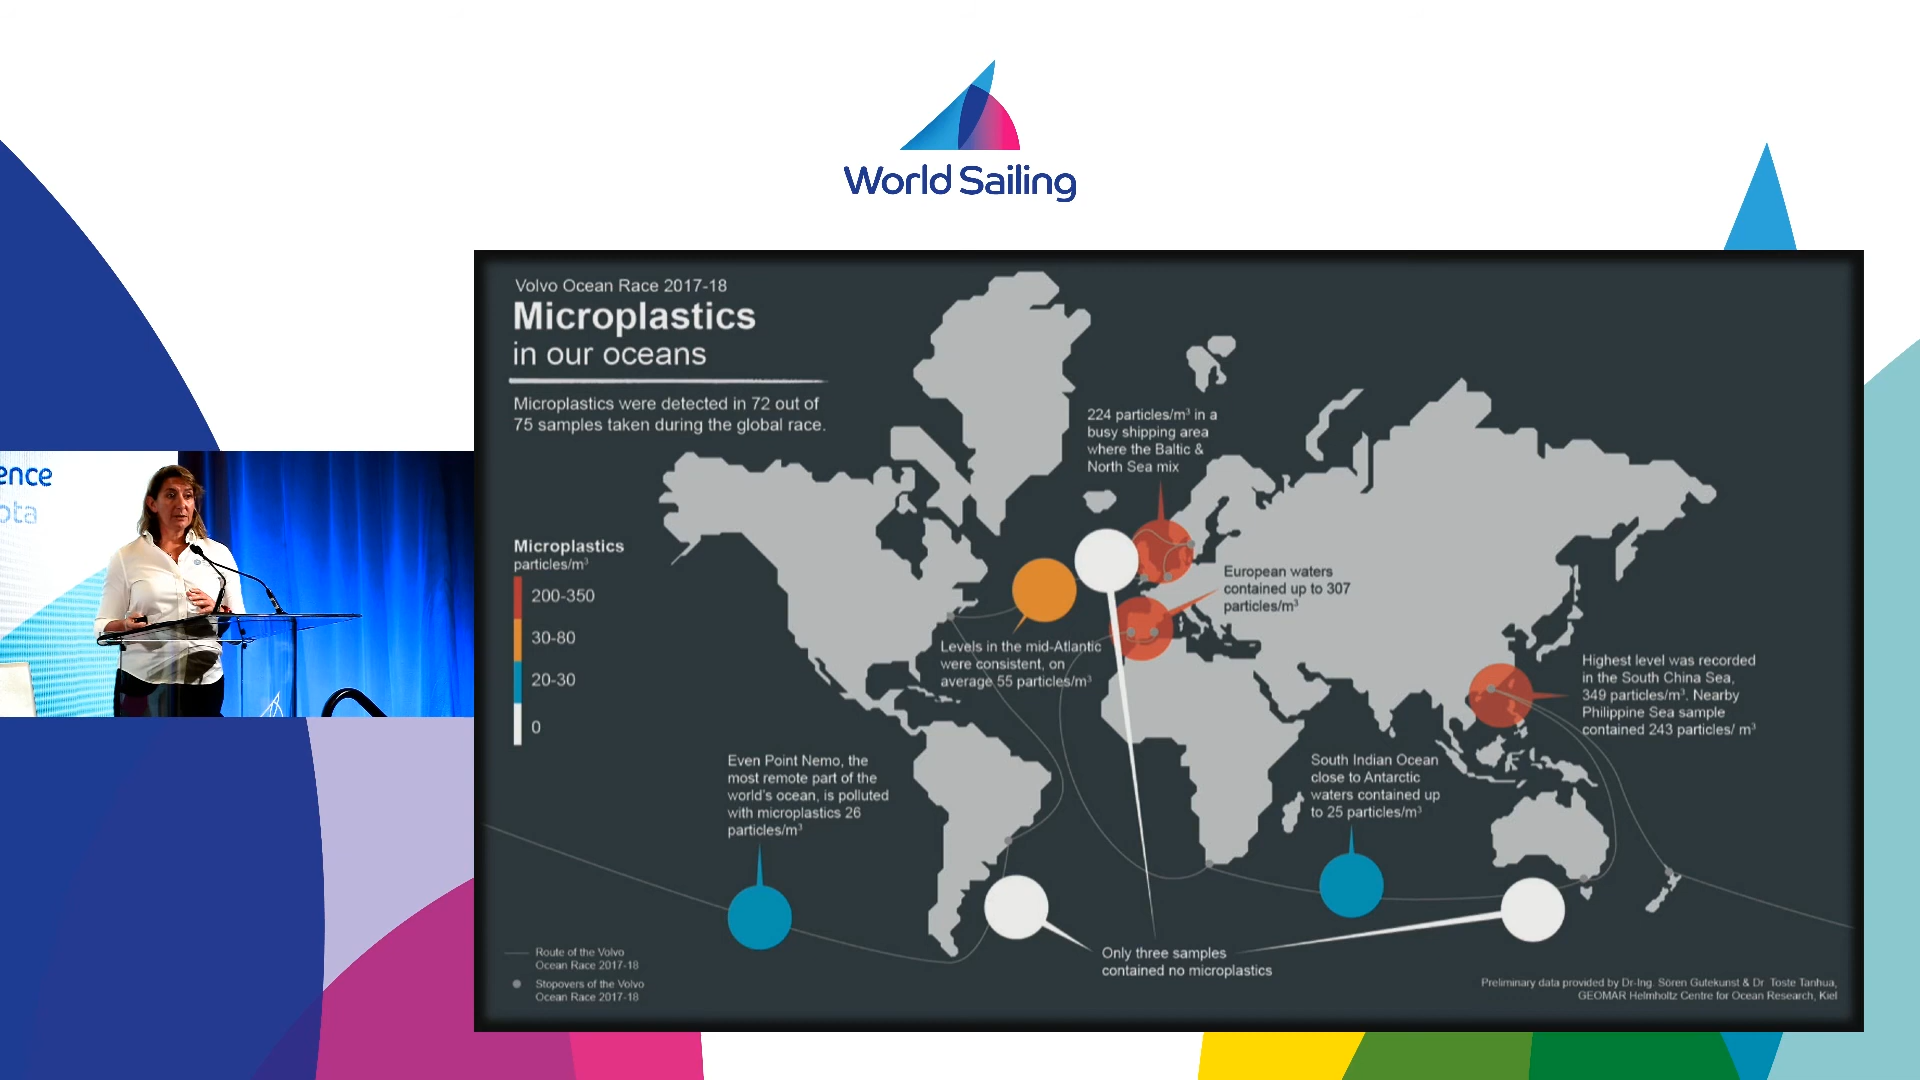 World Sailing
ence
ota
Volvo Ocean Race 2017-18
Microplastics
in our oceans
Microplastics were detected in 72 out of
75 samples taken during the global race.
224 particles/m³ in a
busy shipping area
where the Baltic &
North Sea mix
Microplastics
particles/m³
200-350
30-80
20-30
0
European waters
contained up to 307
particles/m³
Levels in the mid-Atlantic
were consistent, on
average 55 particles/m³
Highest level was recorded
in the South China Sea,
349 particles/m³. Nearby
Philippine Sea sample
contained 243 particles/ m³
Even Point Nemo, the
most remote part of the
world's ocean, is polluted
with microplastics 26
particles/m³
South Indian Ocean
close to Antarctic
waters contained up
to 25 particles/m³
Only three samples
contained no microplastics
Route of the Volvo
Ocean Race 2017-18
Stopovers of the Volvo
Ocean Race 2017-18
Preliminary data provided by Dr-Ing. Sören Gutekunst & Dr Toste Tanhua,
GEOMAR Helmholtz Centre for Ocean Research, Kiel